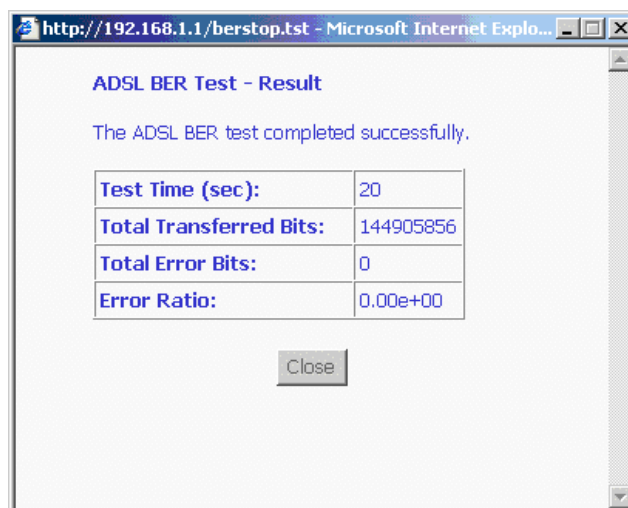 http://192.168.1.1/berstop.tst - Microsoft Internet Explo...
ADSL BER Test - Result
The ADSL BER test completed successfully.
Test Time (sec): 20
Total Transferred Bits: 144905856
Total Error Bits: 0
Error Ratio: 0.00e+00
Close